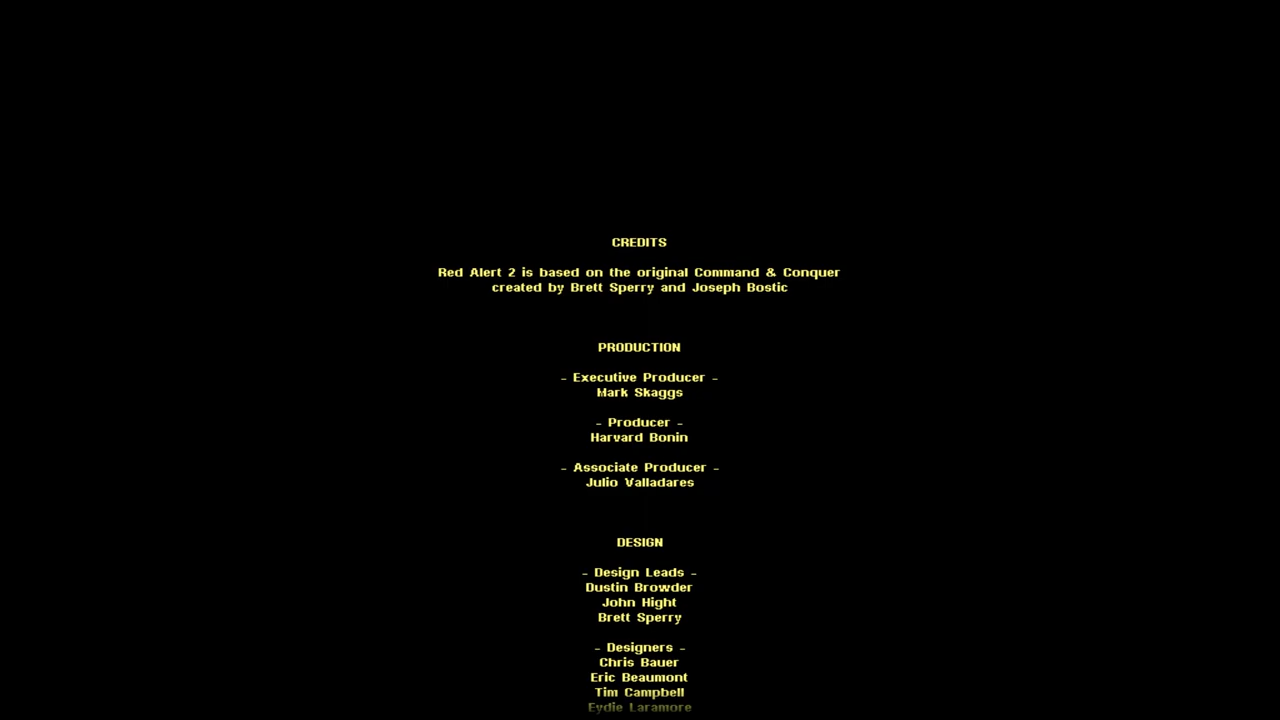 CREDITS
Red Alert 2 is based on the original Command & Conquer
created by Brett Sperry and Joseph Bostic
PRODUCTION
- Executive Producer -
Mark Skaggs
- Producer -
Harvard Bonin
- Associate Producer -
Julio Valladares
DESIGN
- Design Leads -
Dustin Browder
John Hight
Brett Sperry
- Designers -
Chris Bauer
Eric Beaumont
Tim Campbell
Eydie Laramore